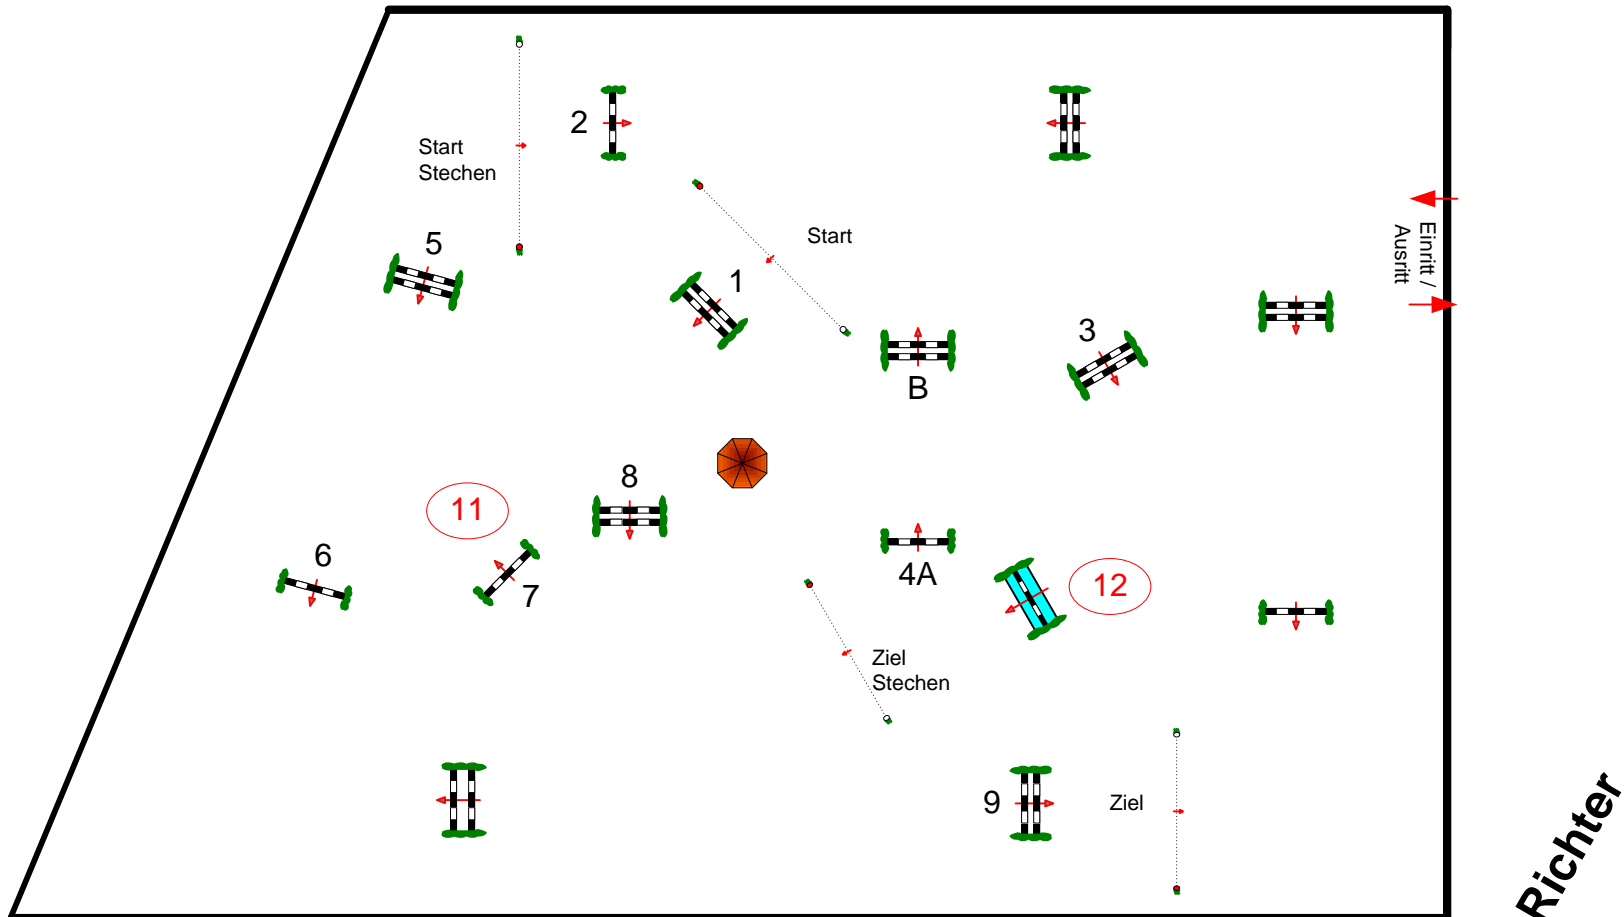 2
Start
Stechen
Start
Einritt /
Ausritt
5
1
3
B
8
11
6
7
4A
12
Ziel
Stechen
9
Ziel
Richter